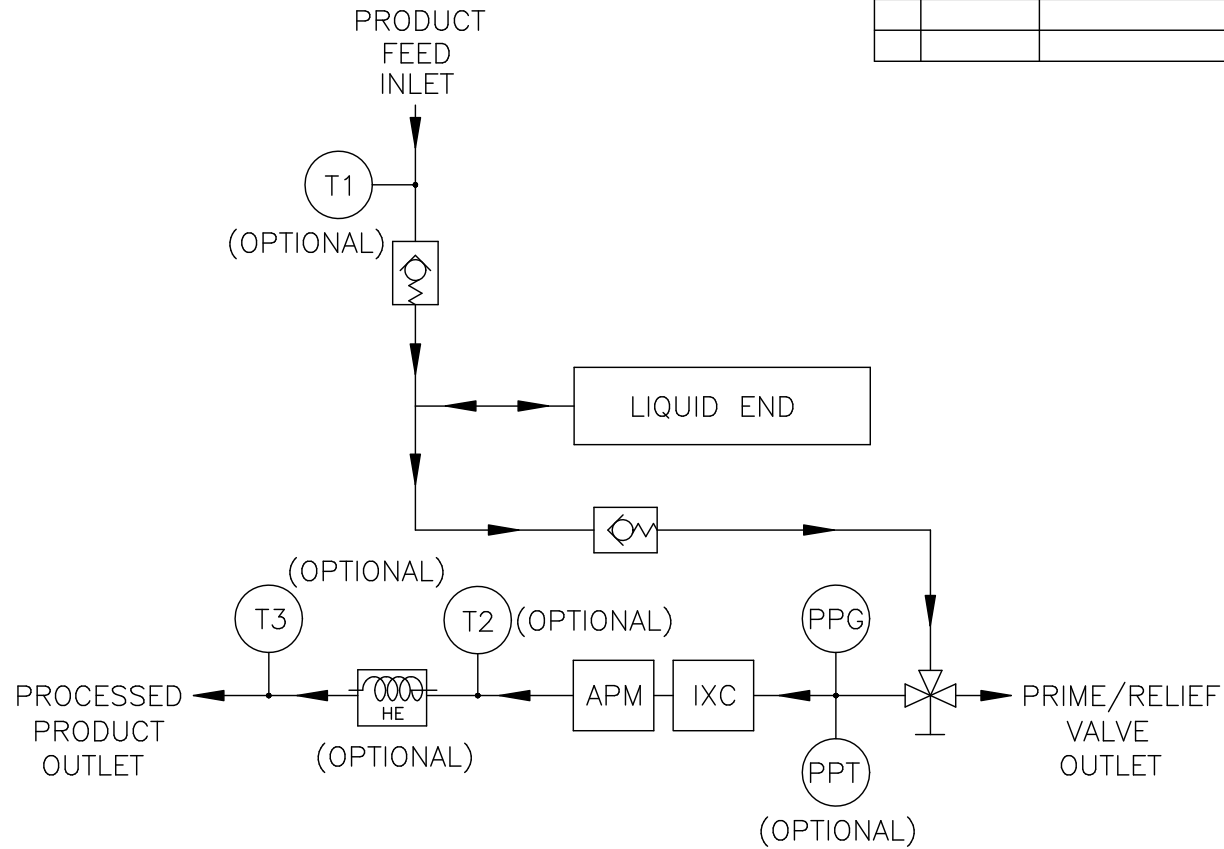 PRODUCT
FEED
INLET
T1
(OPTIONAL)
LIQUID END
(OPTIONAL)
T3
T2
(OPTIONAL)
PPG
PROCESSED
PRODUCT
OUTLET
HE
(OPTIONAL)
APM
IXC
PRIME/RELIEF
VALVE
OUTLET
PPT
(OPTIONAL)